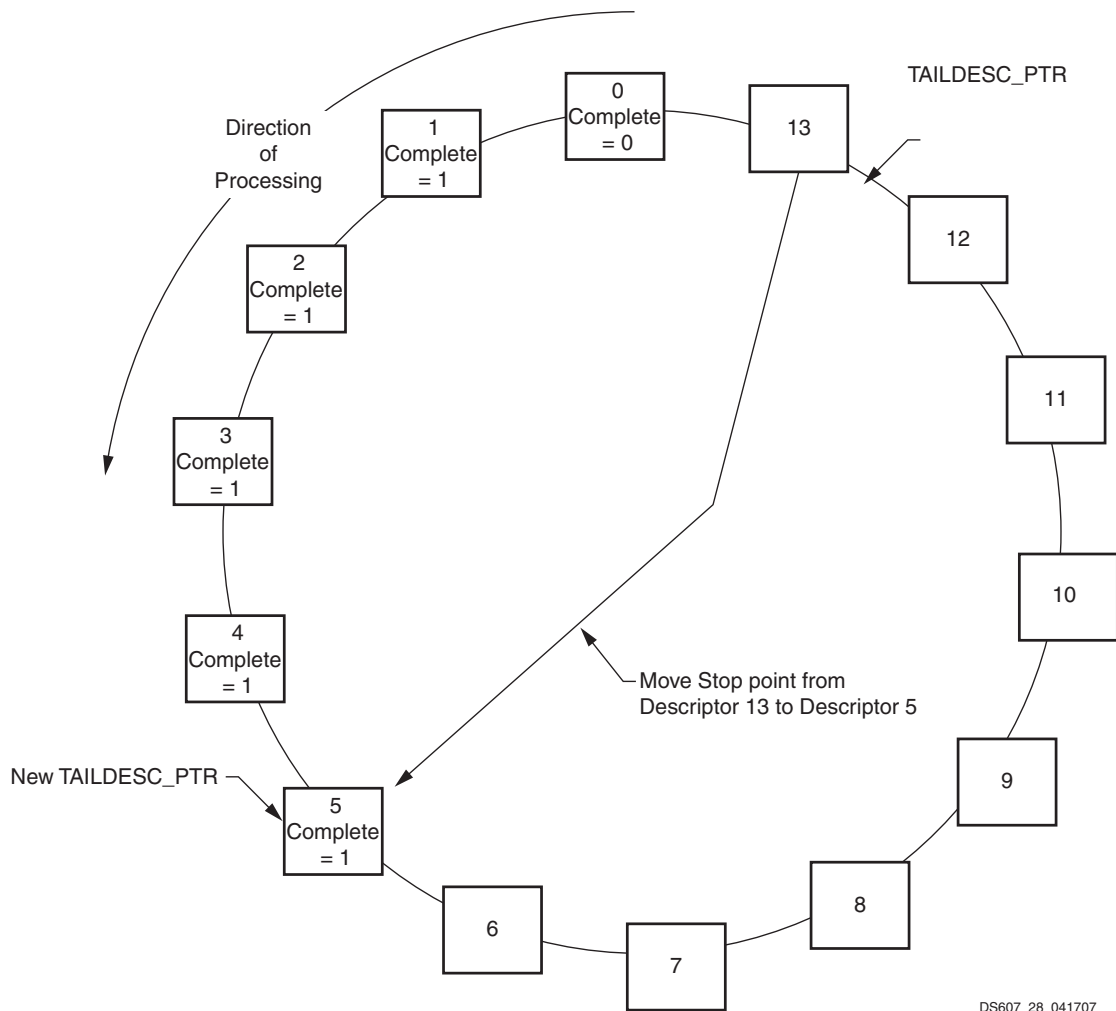 TAILDESC_PTR
0
Complete
= 0
13
1
Complete
= 1
Direction
of
Processing
12
2
Complete
= 1
11
3
Complete
= 1
10
4
Complete
= 1
Move Stop point from
Descriptor 13 to Descriptor 5
9
New TAILDESC_PTR
5
Complete
= 1
8
6
7
DS607_28_041707